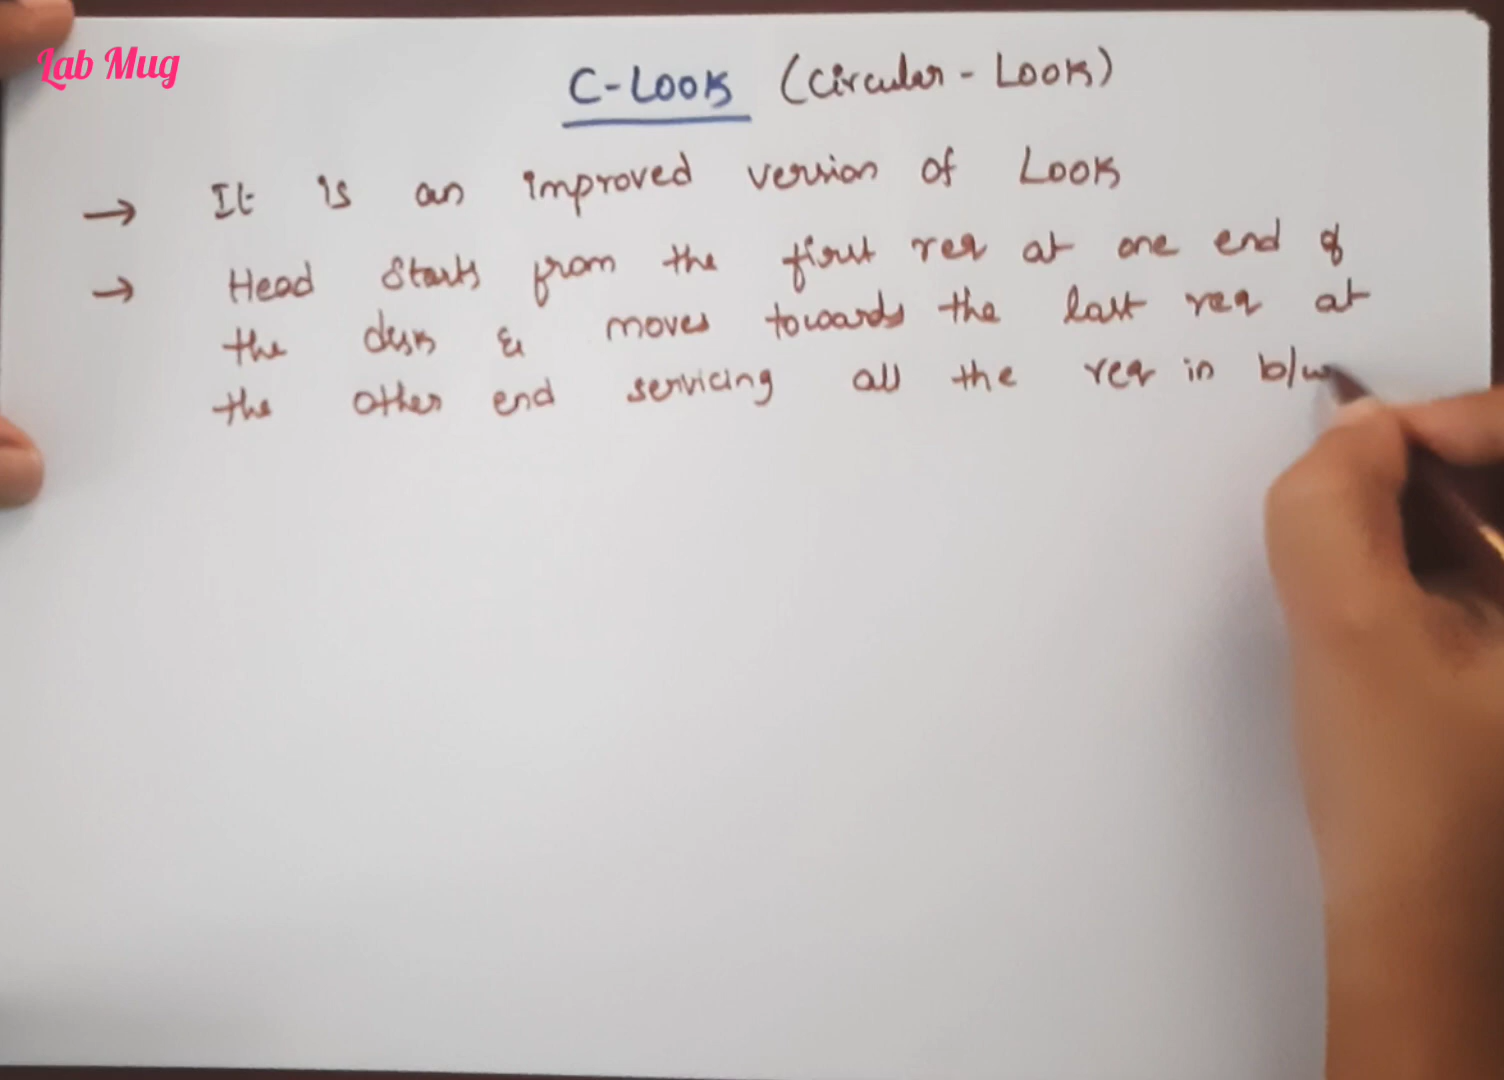 Lab Mug
C-LOOK (Circular - LOOK)
→ It is an improved version of LOOK
→ Head starts from the first req at one end of
the disk & moves towards the last req at
the other end servicing all the req in b/w